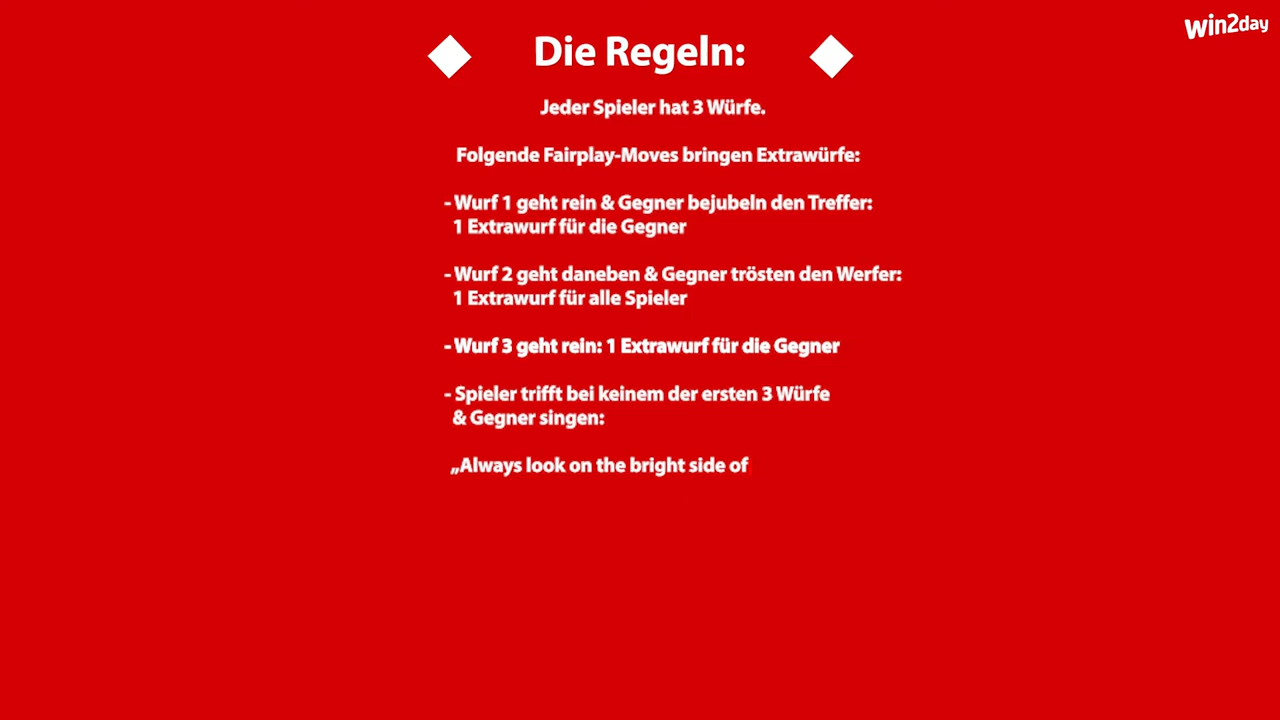 win2day
Die Regeln:
Jeder Spieler hat 3 Würfe.
Folgende Fairplay-Moves bringen Extrawürfe:
- Wurf 1 geht rein & Gegner bejubeln den Treffer:
1 Extrawurf für die Gegner
- Wurf 2 geht daneben & Gegner trösten den Werfer:
1 Extrawurf für alle Spieler
- Wurf 3 geht rein: 1 Extrawurf für die Gegner
- Spieler trifft bei keinem der ersten 3 Würfe
& Gegner singen:
„Always look on the bright side of